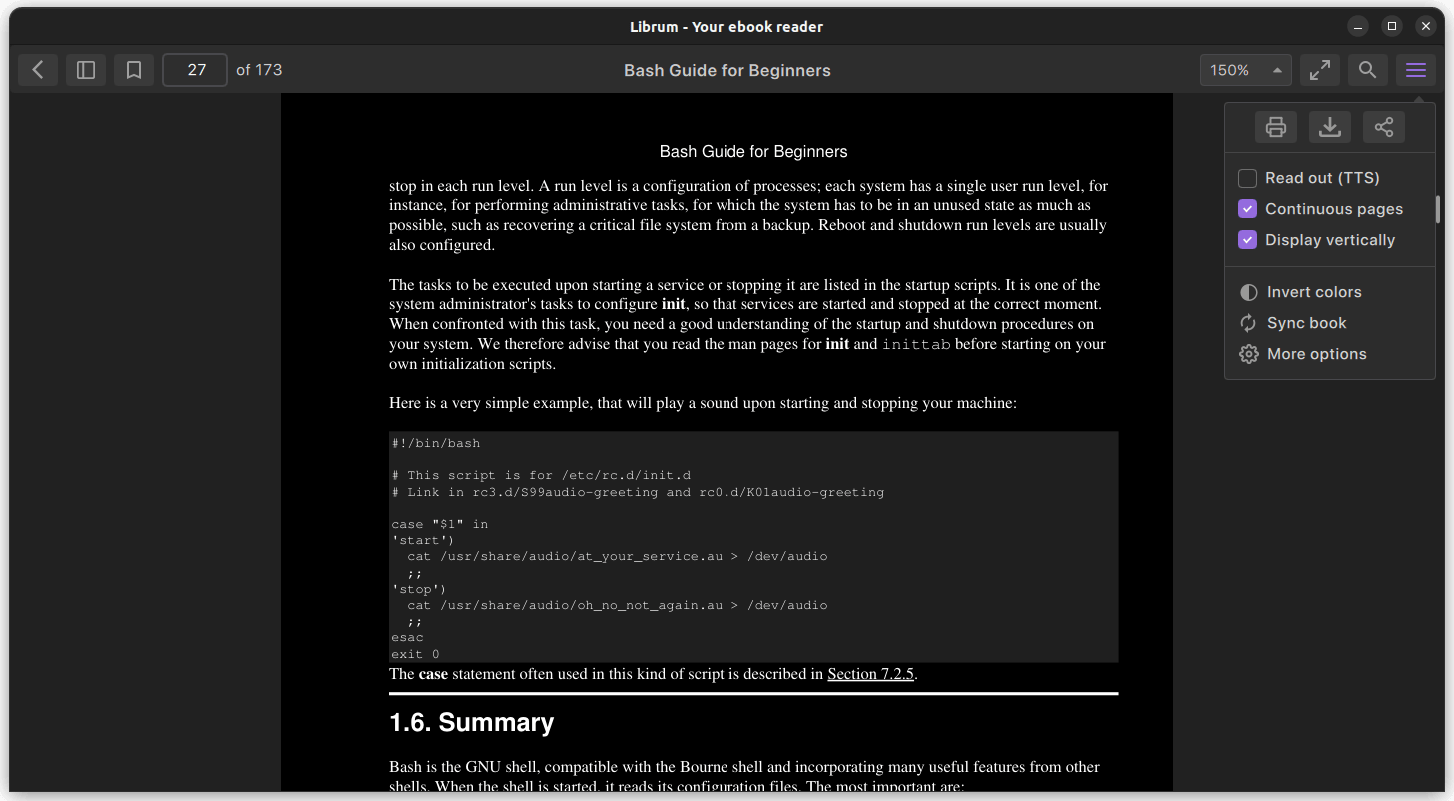 Librum - Your ebook reader
27 of 173
Bash Guide for Beginners
150%
Read out (TTS)
Continuous pages
Display vertically
Invert colors
Sync book
More options
Bash Guide for Beginners
stop in each run level. A run level is a configuration of processes; each system has a single user run level, for
instance, for performing administrative tasks, for which the system has to be in an unused state as much as
possible, such as recovering a critical file system from a backup. Reboot and shutdown run levels are usually
also configured.
The tasks to be executed upon starting a service or stopping it are listed in the startup scripts. It is one of the
system administrator's tasks to configure init, so that services are started and stopped at the correct moment.
When confronted with this task, you need a good understanding of the startup and shutdown procedures on
your system. We therefore advise that you read the man pages for init and inittab before starting on your
own initialization scripts.
Here is a very simple example, that will play a sound upon starting and stopping your machine:
#!/bin/bash
# This script is for /etc/rc.d/init.d
# Link in rc3.d/S99audio-greeting and rc0.d/K01audio-greeting
case "$1" in
'start')
  cat /usr/share/audio/at_your_service.au > /dev/audio
  ;;
'stop')
  cat /usr/share/audio/oh_no_not_again.au > /dev/audio
  ;;
esac
exit 0
The case statement often used in this kind of script is described in Section 7.2.5.
1.6. Summary
Bash is the GNU shell, compatible with the Bourne shell and incorporating many useful features from other
shells. When the shell is started, it reads its configuration files. The most important are: